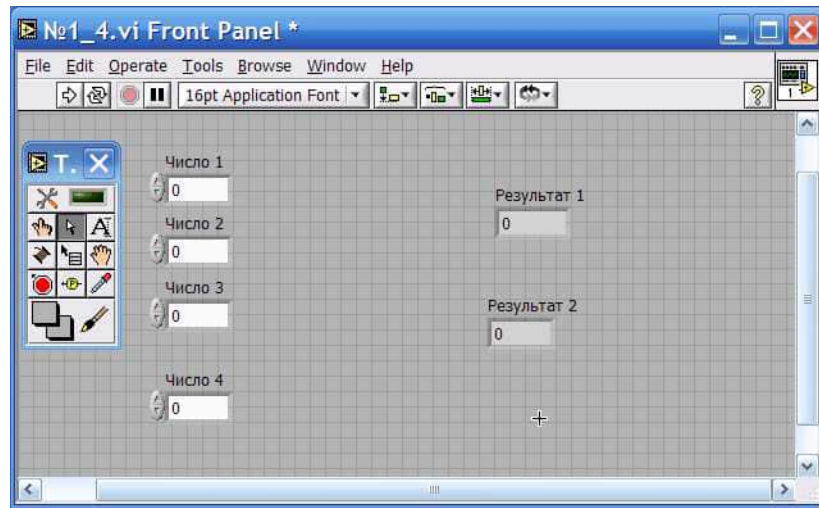 №1_4.vi Front Panel *
File Edit Operate Tools Browse Window Help
16pt Application Font
?
1
T.
Число 1
0
Результат 1
0
Число 2
0
Число 3
0
Результат 2
0
Число 4
0